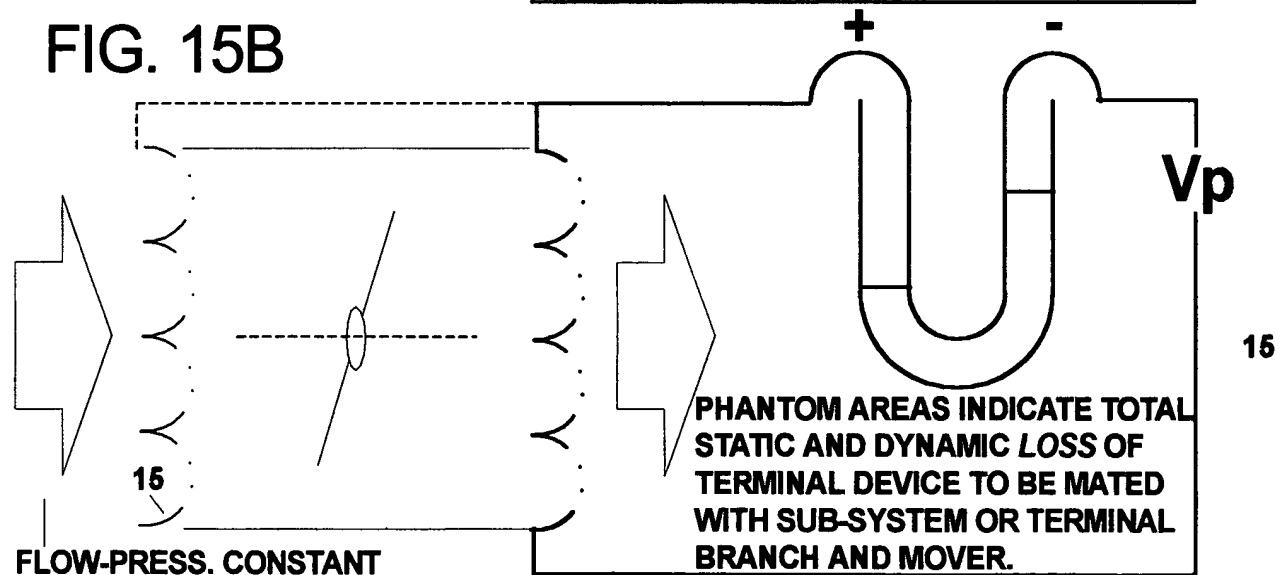 FIG. 15B
+ -
Vp
15
PHANTOM AREAS INDICATE TOTAL
STATIC AND DYNAMIC LOSS OF
TERMINAL DEVICE TO BE MATED
WITH SUB-SYSTEM OR TERMINAL
BRANCH AND MOVER.
15
FLOW-PRESS. CONSTANT